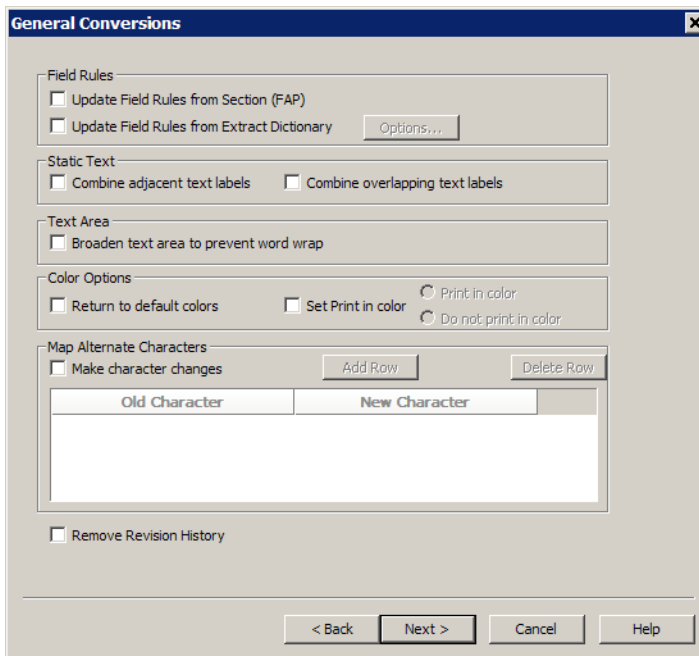 General Conversions
Field Rules
Update Field Rules from Section (FAP)
Update Field Rules from Extract Dictionary Options...
Static Text
Combine adjacent text labels Combine overlapping text labels
Text Area
Broaden text area to prevent word wrap
Color Options
Print in color
Return to default colors Set Print in color
Do not print in color
Map Alternate Characters
Make character changes Add Row Delete Row
Old Character New Character
Remove Revision History
< Back Next > Cancel Help